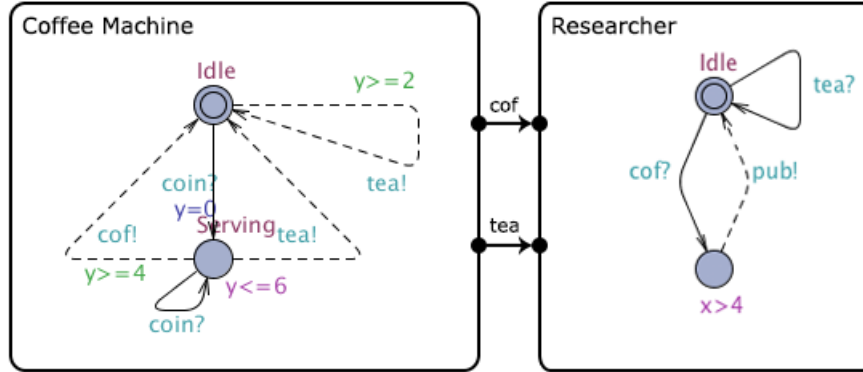 Coffee Machine
Idle
y>=2
tea!
coin?
y=0
Serving
cof!
tea!
y>=4
y<=6
coin?
cof
tea
Researcher
Idle
tea?
cof?
pub!
x>4